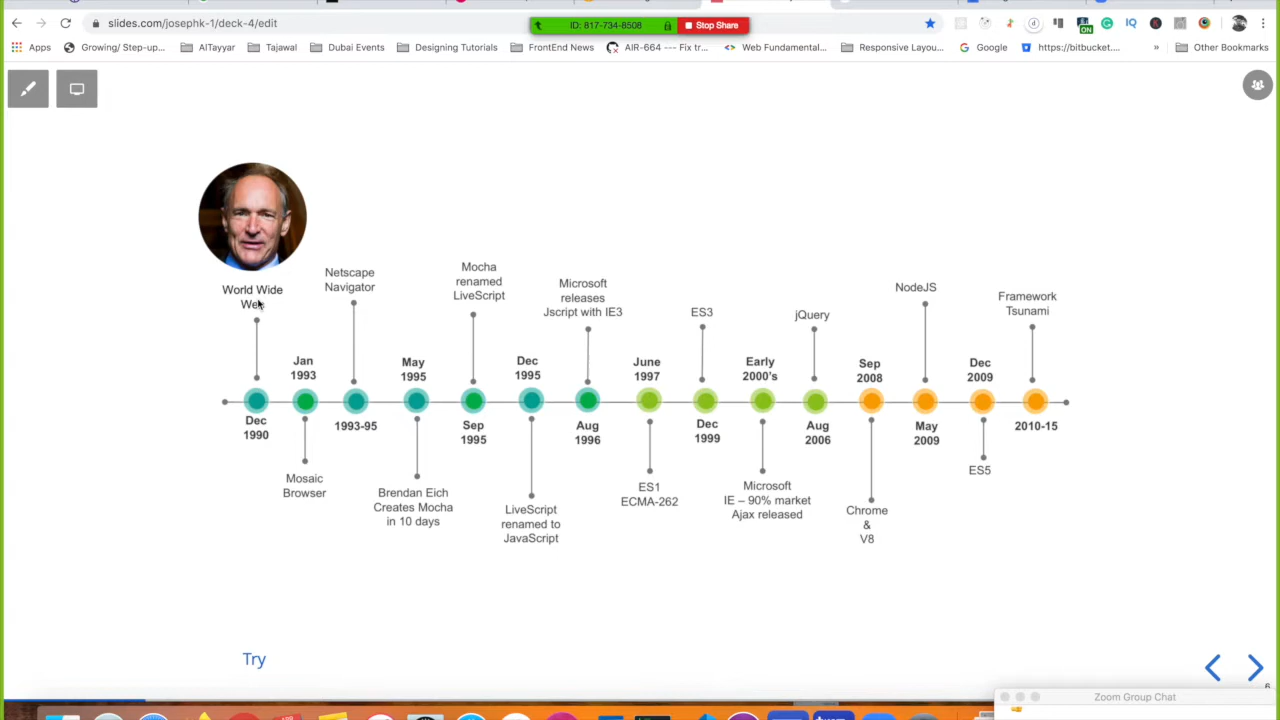 slides.com/josephk-1/deck-4/edit
ID: 817-734-8508
Stop Share
Apps
Growing/ Step-up...
AlTayyar
Tajawal
Dubai Events
Designing Tutorials
FrontEnd News
AIR-664 --- Fix tr...
Web Fundamental...
Responsive Layou...
Google
https://bitbucket....
»
Other Bookmarks
ON
IQ
World Wide
Web
Netscape
Navigator
Mocha
renamed
LiveScript
Microsoft
releases
Jscript with IE3
ES3
jQuery
NodeJS
Framework
Tsunami
Jan
1993
May
1995
Dec
1995
June
1997
Early
2000's
Sep
2008
Dec
2009
Dec
1990
1993-95
Sep
1995
Aug
1996
Dec
1999
Aug
2006
May
2009
2010-15
Mosaic
Browser
Brendan Eich
Creates Mocha
in 10 days
LiveScript
renamed to
JavaScript
ES1
ECMA-262
Microsoft
IE – 90% market
Ajax released
Chrome
&
V8
ES5
Try
6
Zoom Group Chat